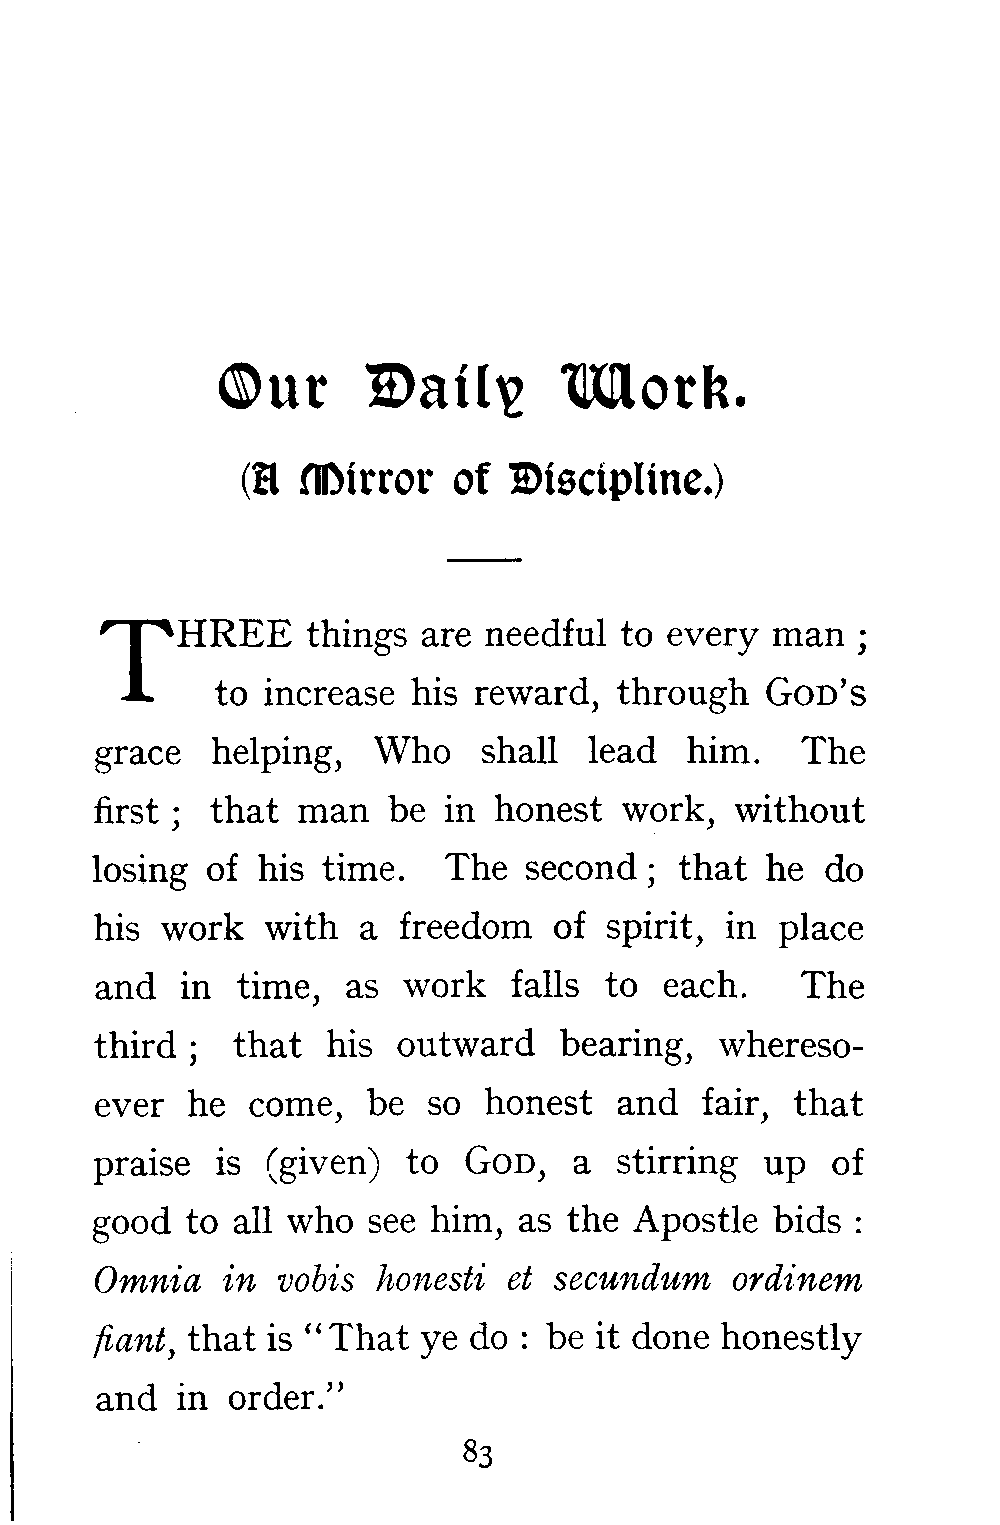 Our Daily Work.
(A Mirror of Discipline.)
THREE things are needful to every man ;
to increase his reward, through GOD'S
grace helping, Who shall lead him. The
first ; that man be in honest work, without
losing of his time. The second ; that he do
his work with a freedom of spirit, in place
and in time, as work falls to each. The
third ; that his outward bearing, whereso-
ever he come, be so honest and fair, that
praise is (given) to GOD, a stirring up of
good to all who see him, as the Apostle bids :
Omnia in vobis honesti et secundum ordinem
fiant, that is "That ye do : be it done honestly
and in order."
83